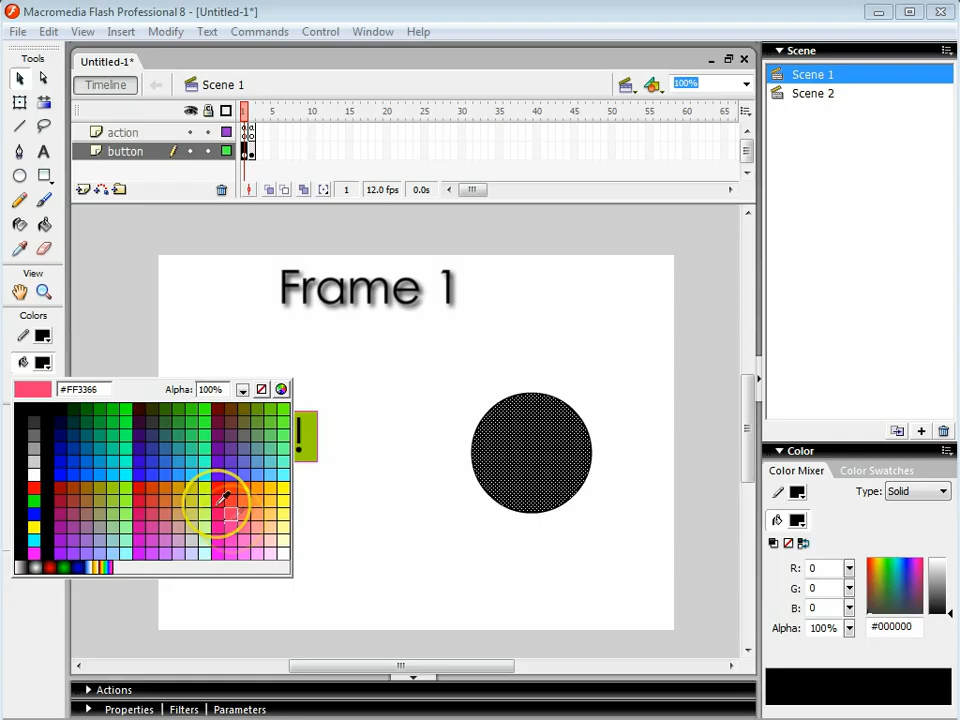 Macromedia Flash Professional 8 - [Untitled-1*]
File Edit View Insert Modify Text Commands Control Window Help
Tools
Untitled-1*
Timeline Scene 1 100%
1 5 10 15 20 25 30 35 40 45 50 55 60 65
action
button
1 12.0 fps 0.0s
View
Colors
#FF3366 Alpha: 100%
Frame 1
!
Scene
Scene 1
Scene 2
Color
Color Mixer Color Swatches
Type: Solid
R: 0
G: 0
B: 0
Alpha: 100% #000000
Actions
Properties Filters Parameters